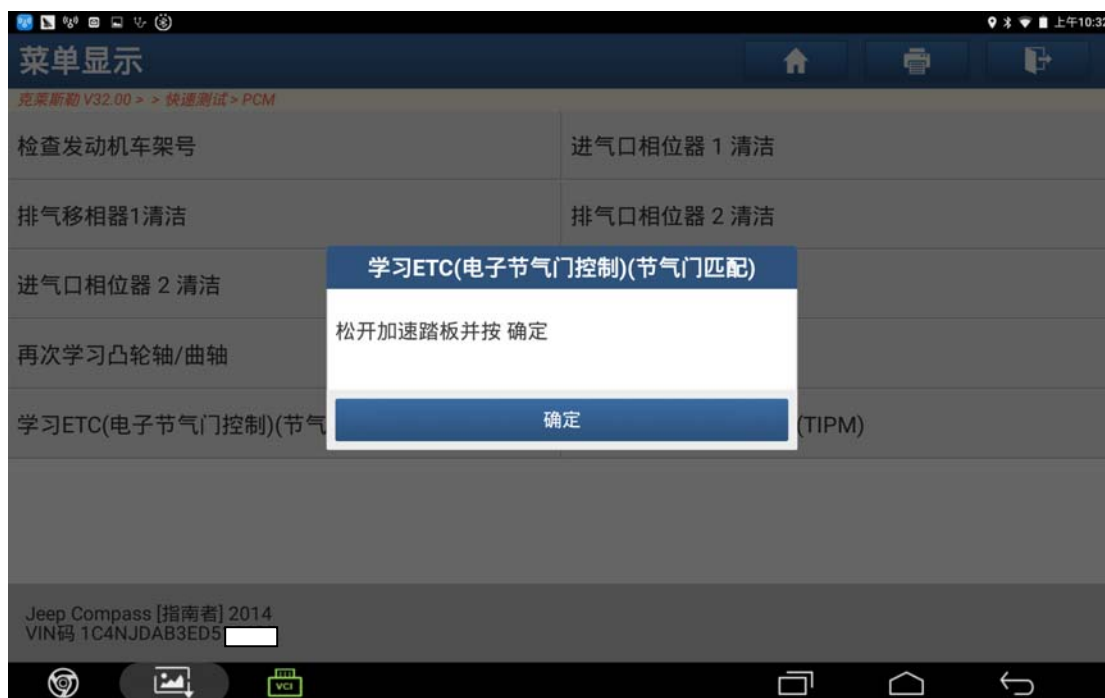 上午10:32
菜单显示
克莱斯勒 V32.00 > > 快速测试 > PCM
检查发动机车架号
进气口相位器 1 清洁
排气移相器1清洁
排气口相位器 2 清洁
进气口相位器 2 清洁
再次学习凸轮轴/曲轴
学习ETC(电子节气门控制)(节气
(TIPM)
学习ETC(电子节气门控制)(节气门匹配)
松开加速踏板并按 确定
确定
Jeep Compass [指南者] 2014
VIN码 1C4NJDAB3ED5
VCI